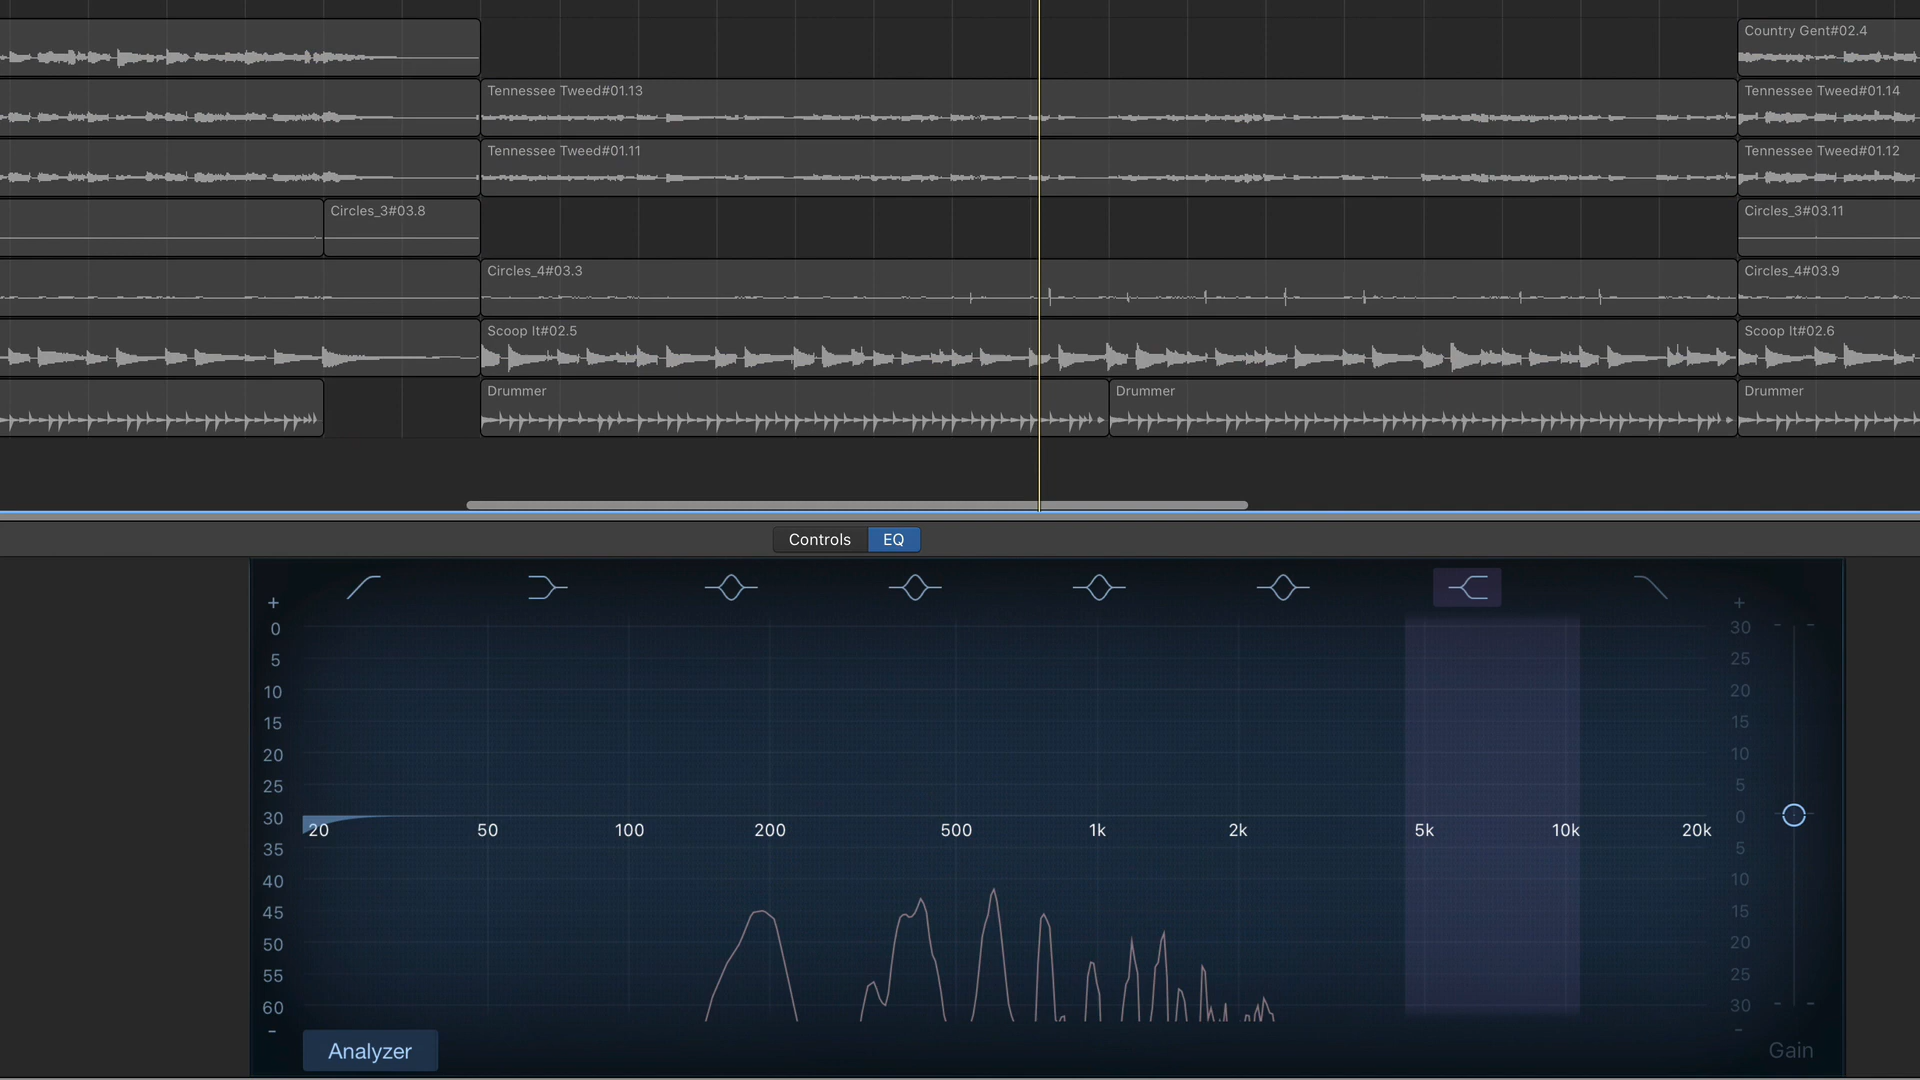 Country Gent#02.4
Tennessee Tweed#01.13
Tennessee Tweed#01.14
Tennessee Tweed#01.11
Tennessee Tweed#01.12
Circles_3#03.8
Circles_3#03.11
Circles_4#03.3
Circles_4#03.9
Scoop It#02.5
Scoop It#02.6
Drummer
Drummer
Drummer
Controls EQ
+ +
0 30
5 25
10 20
15 15
20 10
25 5
30 20 50 100 200 500 1k 2k 5k 10k 20k 0
35 5
40 10
45 15
50 20
55 25
60 30
- -
Analyzer Gain